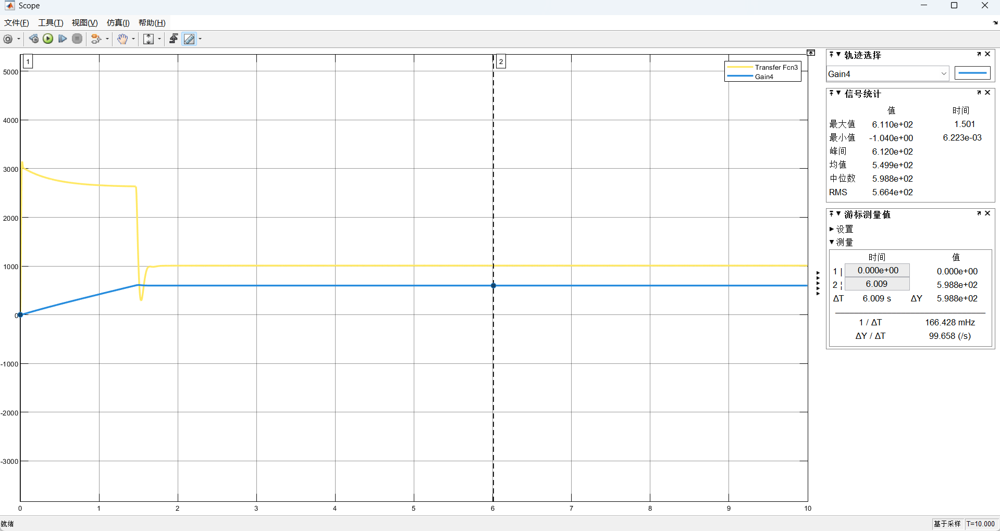 Scope
文件(F) 工具(T) 视图(V) 仿真(I) 帮助(H)
1
2
Transfer Fcn3
Gain4
5000
4000
3000
2000
1000
0
-1000
-2000
-3000
0 1 2 3 4 5 6 7 8 9 10
轨迹选择
Gain4
信号统计
值 时间
最大值 6.110e+02 1.501
最小值 -1.040e+00 6.223e-03
峰间 6.120e+02
均值 5.499e+02
中位数 5.988e+02
RMS 5.664e+02
游标测量值
设置
测量
时间 值
1 | 0.000e+00 0.000e+00
2 ¦ 6.009 5.988e+02
ΔT 6.009 s ΔY 5.988e+02
1 / ΔT 166.428 mHz
ΔY / ΔT 99.658 (/s)
就绪 基于采样 T=10.000